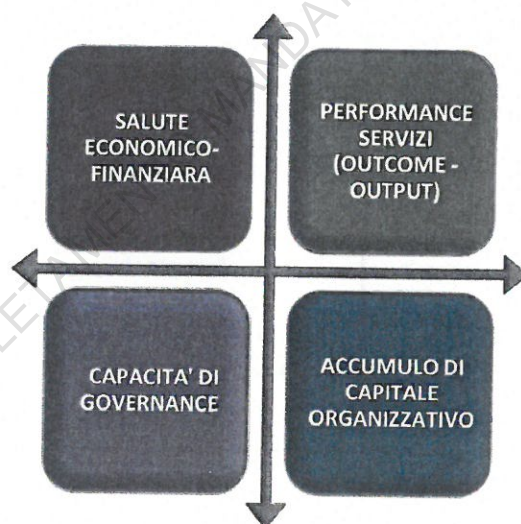 SALUTE
ECONOMICO-
FINANZIARA
PERFORMANCE
SERVIZI
(OUTCOME -
OUTPUT)
CAPACITA' DI
GOVERNANCE
ACCUMULO DI
CAPITALE
ORGANIZZATIVO